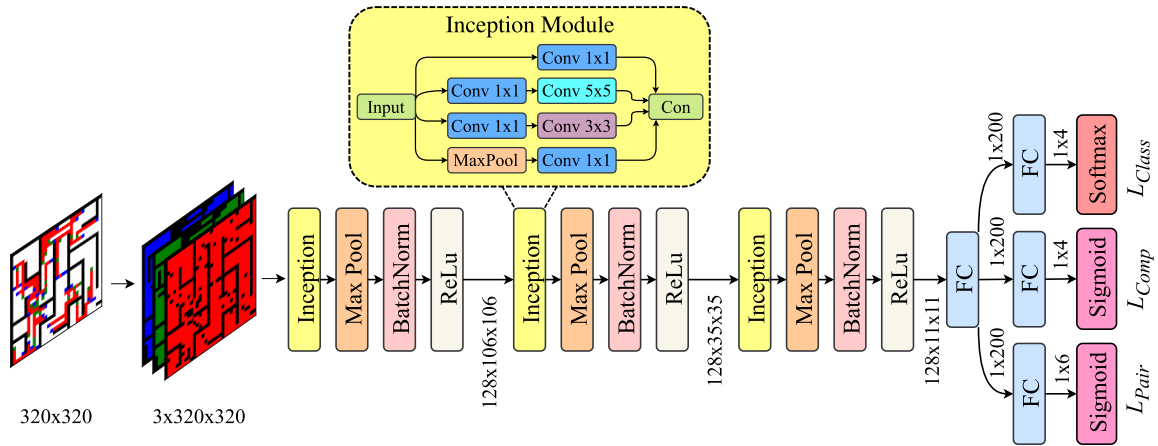 Inception Module
Conv 1x1
Conv 1x1
Conv 5x5
Input
Con
Conv 1x1
Conv 3x3
MaxPool
Conv 1x1
320x320
3x320x320
Inception
Max Pool
BatchNorm
ReLu
128x106x106
Inception
Max Pool
BatchNorm
ReLu
128x35x35
Inception
Max Pool
BatchNorm
ReLu
128x11x11
FC
1x200
FC
1x4
Softmax
L_Class
1x200
FC
1x4
Sigmoid
L_Comp
1x200
FC
1x6
Sigmoid
L_Pair